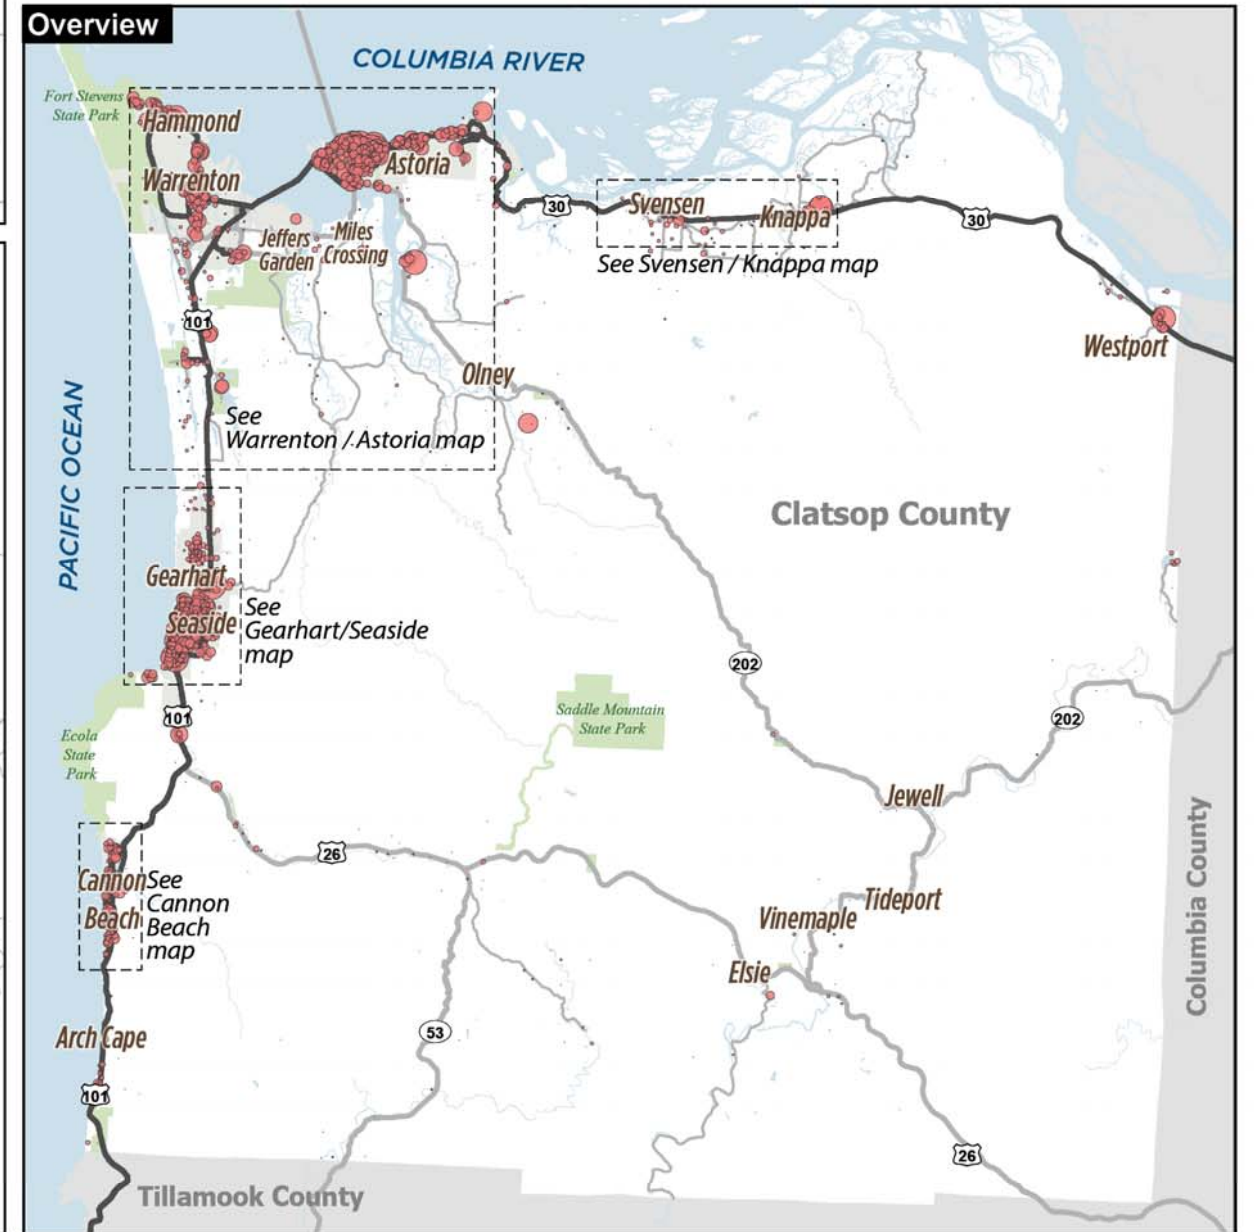 Overview
COLUMBIA RIVER
Fort Stevens
State Park
Hammond
Astoria
Warrenton
Svensen
Knappa
30
30
Jeffers
Garden
Miles
Crossing
See Svensen / Knappa map
101
Westport
Olney
See
Warrenton / Astoria map
PACIFIC OCEAN
Clatsop County
Gearhart
Seaside
See
Gearhart/Seaside
map
202
202
101
Saddle Mountain
State Park
Ecola
State
Park
Jewell
26
Cannon
Beach
See
Cannon
Beach
map
Tideport
Vinemaple
Elsie
Columbia County
Arch Cape
53
101
26
Tillamook County